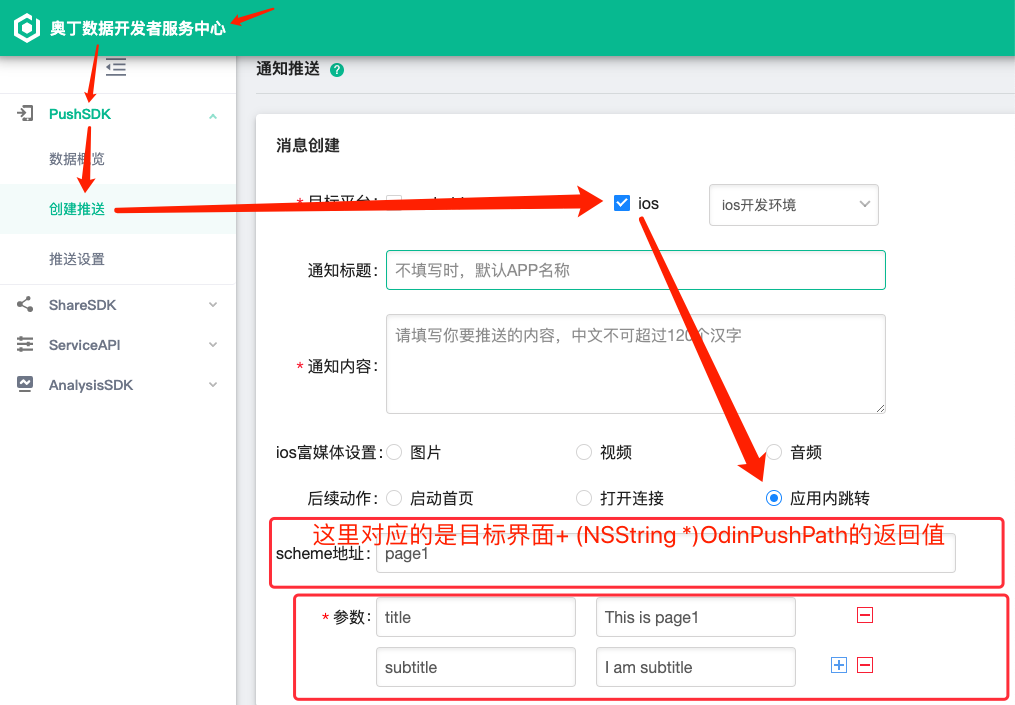 奥丁数据开发者服务中心
通知推送 ?
PushSDK
数据概览
创建推送
推送设置
ShareSDK
ServiceAPI
AnalysisSDK
消息创建
* 目标平台: ios ios开发环境
通知标题: 不填写时，默认APP名称
* 通知内容: 请填写你要推送的内容，中文不可超过120个汉字
ios富媒体设置: 图片 视频 音频
后续动作: 启动首页 打开连接 应用内跳转
这里对应的是目标界面+ (NSString *)OdinPushPath的返回值
scheme地址: page1
* 参数: title This is page1
subtitle I am subtitle